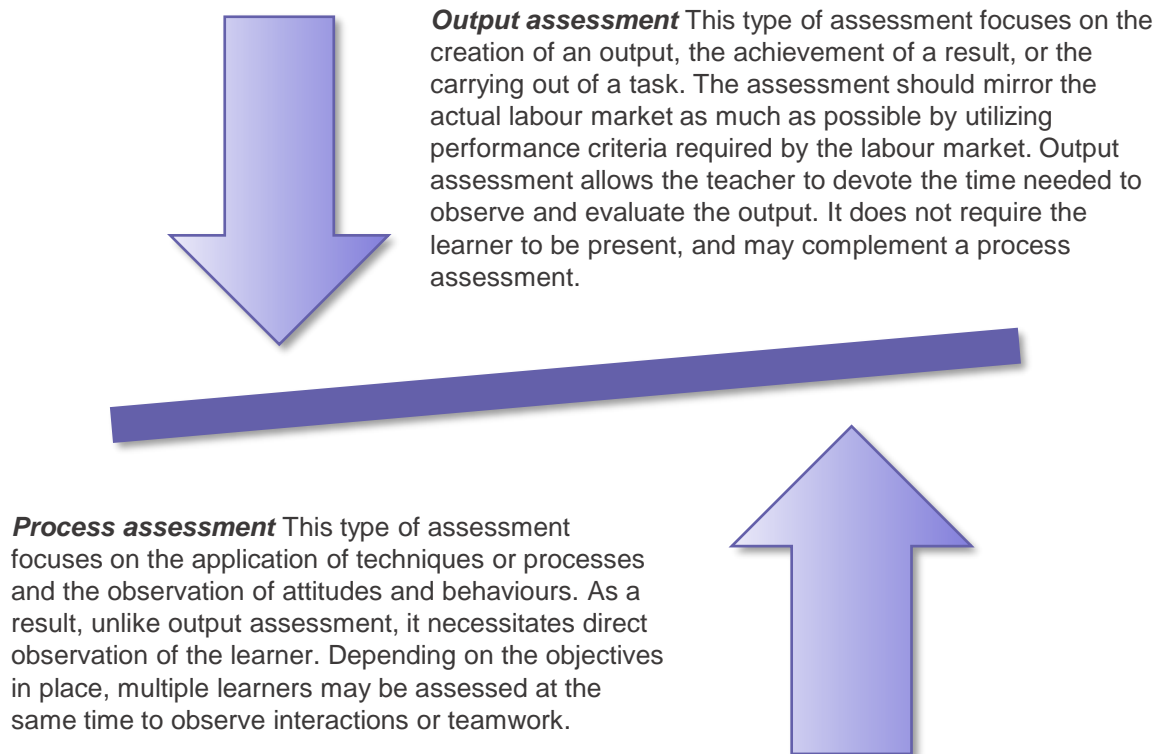 Output assessment This type of assessment focuses on the
creation of an output, the achievement of a result, or the
carrying out of a task. The assessment should mirror the
actual labour market as much as possible by utilizing
performance criteria required by the labour market. Output
assessment allows the teacher to devote the time needed to
observe and evaluate the output. It does not require the
learner to be present, and may complement a process
assessment.
Process assessment This type of assessment
focuses on the application of techniques or processes
and the observation of attitudes and behaviours. As a
result, unlike output assessment, it necessitates direct
observation of the learner. Depending on the objectives
in place, multiple learners may be assessed at the
same time to observe interactions or teamwork.